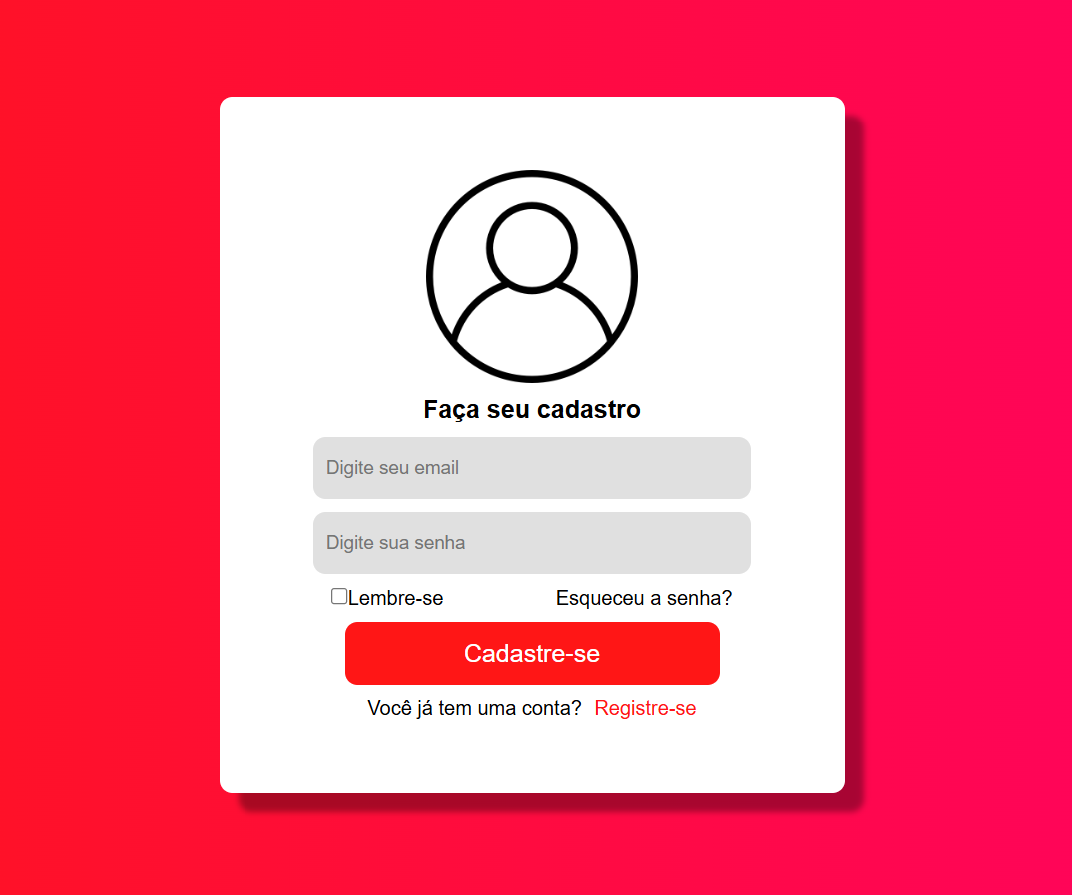 Faça seu cadastro
Digite seu email
Digite sua senha
Lembre-se Esqueceu a senha?
Cadastre-se
Você já tem uma conta? Registre-se